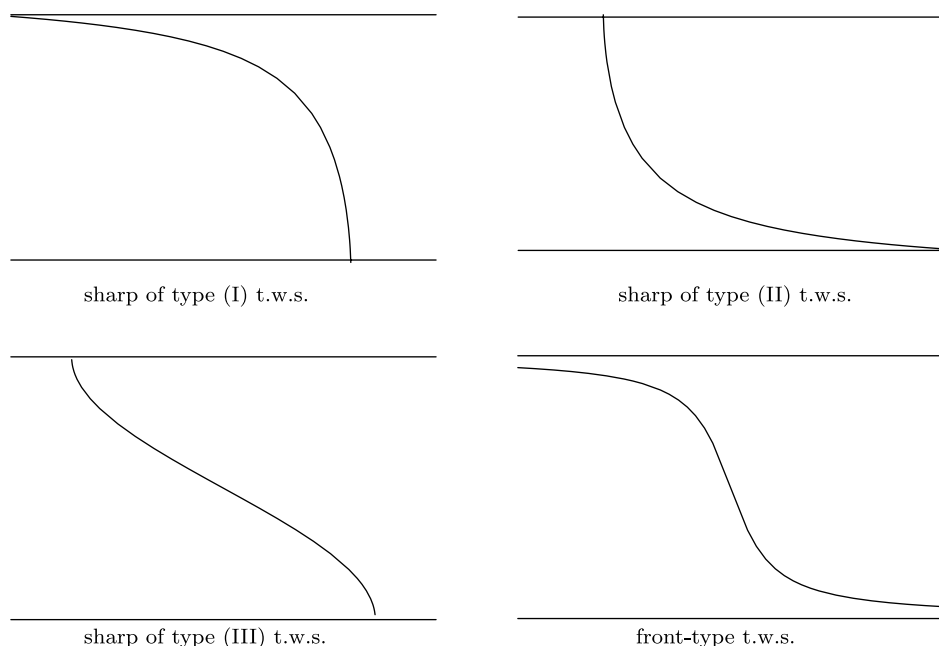 sharp of type (I) t.w.s.
sharp of type (II) t.w.s.
sharp of type (III) t.w.s.
front-type t.w.s.